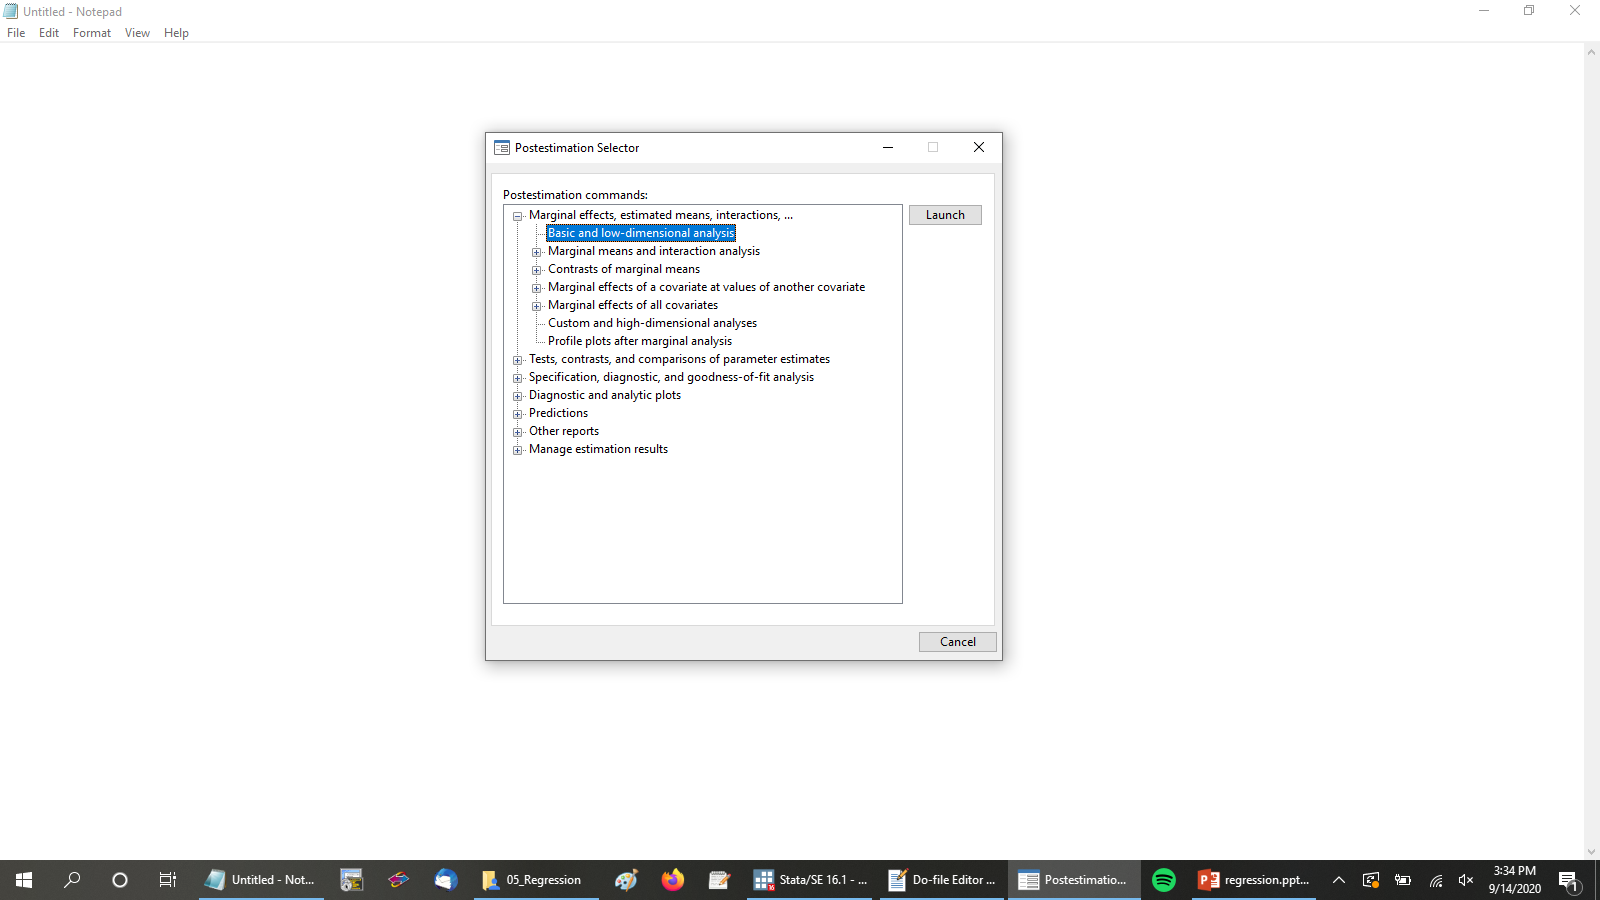 Untitled - Notepad
File Edit Format View Help
Postestimation Selector
Postestimation commands:
Marginal effects, estimated means, interactions, ...
Launch
Basic and low-dimensional analysis
Marginal means and interaction analysis
Contrasts of marginal means
Marginal effects of a covariate at values of another covariate
Marginal effects of all covariates
Custom and high-dimensional analyses
Profile plots after marginal analysis
Tests, contrasts, and comparisons of parameter estimates
Specification, diagnostic, and goodness-of-fit analysis
Diagnostic and analytic plots
Predictions
Other reports
Manage estimation results
Cancel
Untitled - Not... 05_Regression Stata/SE 16.1 - ... Do-file Editor ... Postestimatio... regression.ppt... 3:34 PM
9/14/2020 1